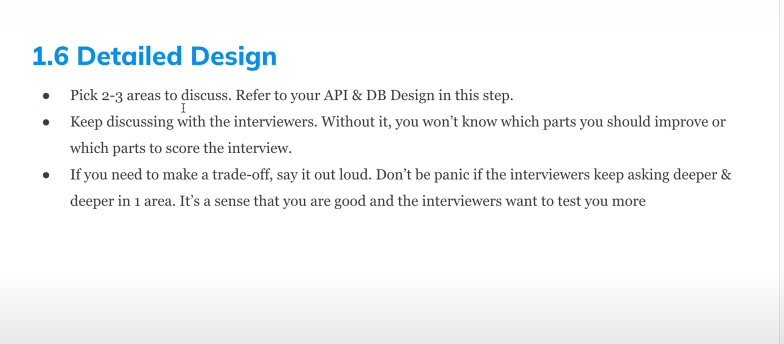 1.6 Detailed Design
● Pick 2-3 areas to discuss. Refer to your API & DB Design in this step.
● Keep discussing with the interviewers. Without it, you won’t know which parts you should improve or
which parts to score the interview.
● If you need to make a trade-off, say it out loud. Don’t be panic if the interviewers keep asking deeper &
deeper in 1 area. It’s a sense that you are good and the interviewers want to test you more